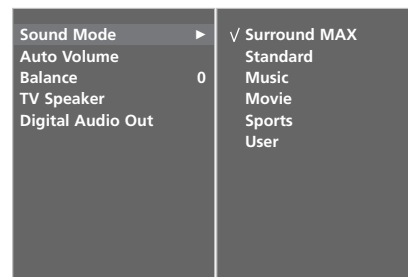 Sound Mode ► √ Surround MAX
Auto Volume Standard
Balance 0 Music
TV Speaker Movie
Digital Audio Out Sports
User